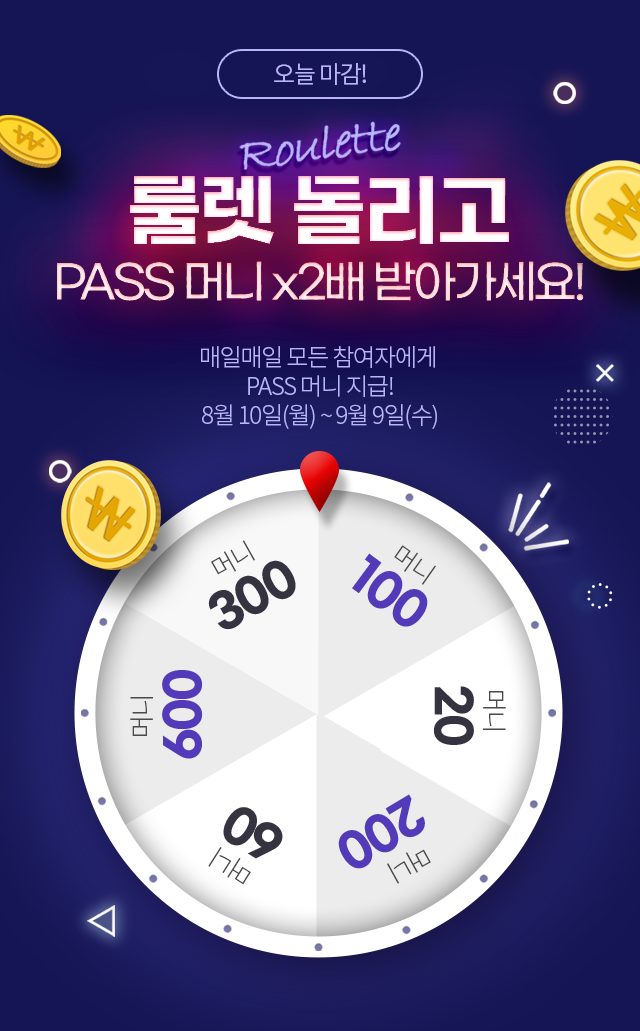 오늘 마감!
Roulette
룰렛 돌리고
PASS 머니 x2배 받아가세요!
매일매일 모든 참여자에게
PASS 머니 지급!
8월 10일(월) ~ 9월 9일(수)
머니
300
머니
100
머니
600
머니
20
머니
60
머니
200